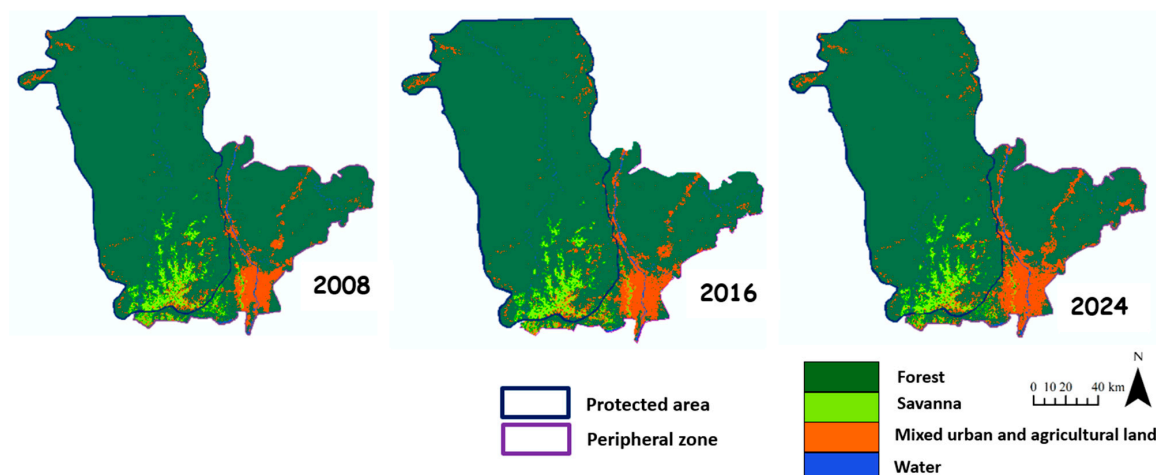 2008
2016
2024
Protected area
Peripheral zone
Forest
Savanna
Mixed urban and agricultural land
Water
0 10 20 40 km
N